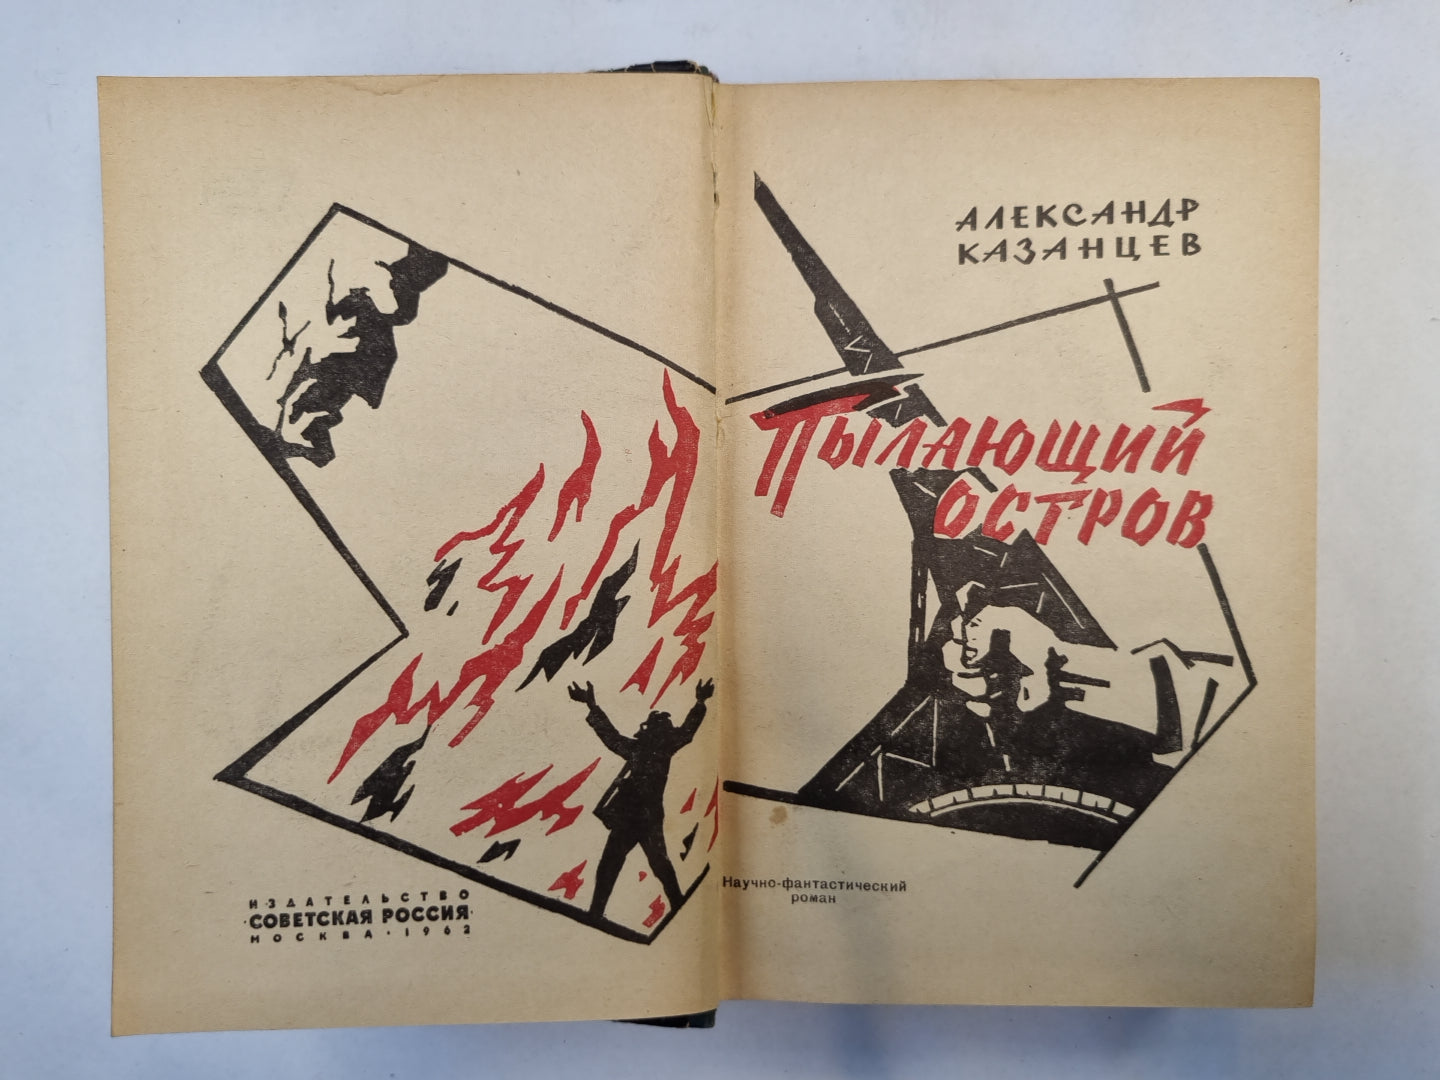 ИЗДАТЕЛЬСТВО
·СОВЕТСКАЯ РОССИЯ·
МОСКВА·1962
АЛЕКСАНДР
КАЗАНЦЕВ
ПЫЛАЮЩИЙ
ОСТРОВ
Научно-фантастический
роман